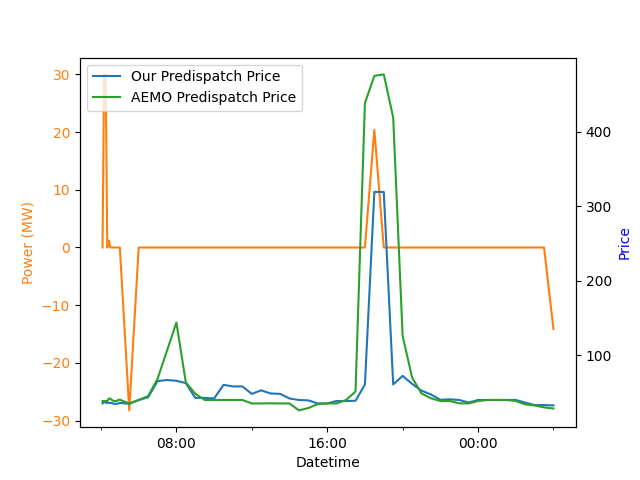 Our Predispatch Price
AEMO Predispatch Price
30
20
10
0
−10
−20
−30
Power (MW)
400
300
200
100
Price
08:00
16:00
00:00
Datetime